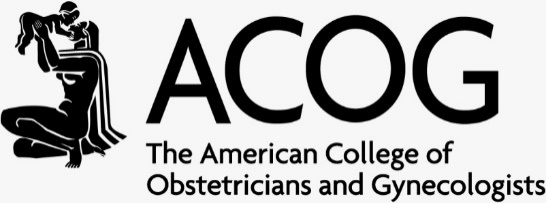 ACOG
The American College of
Obstetricians and Gynecologists